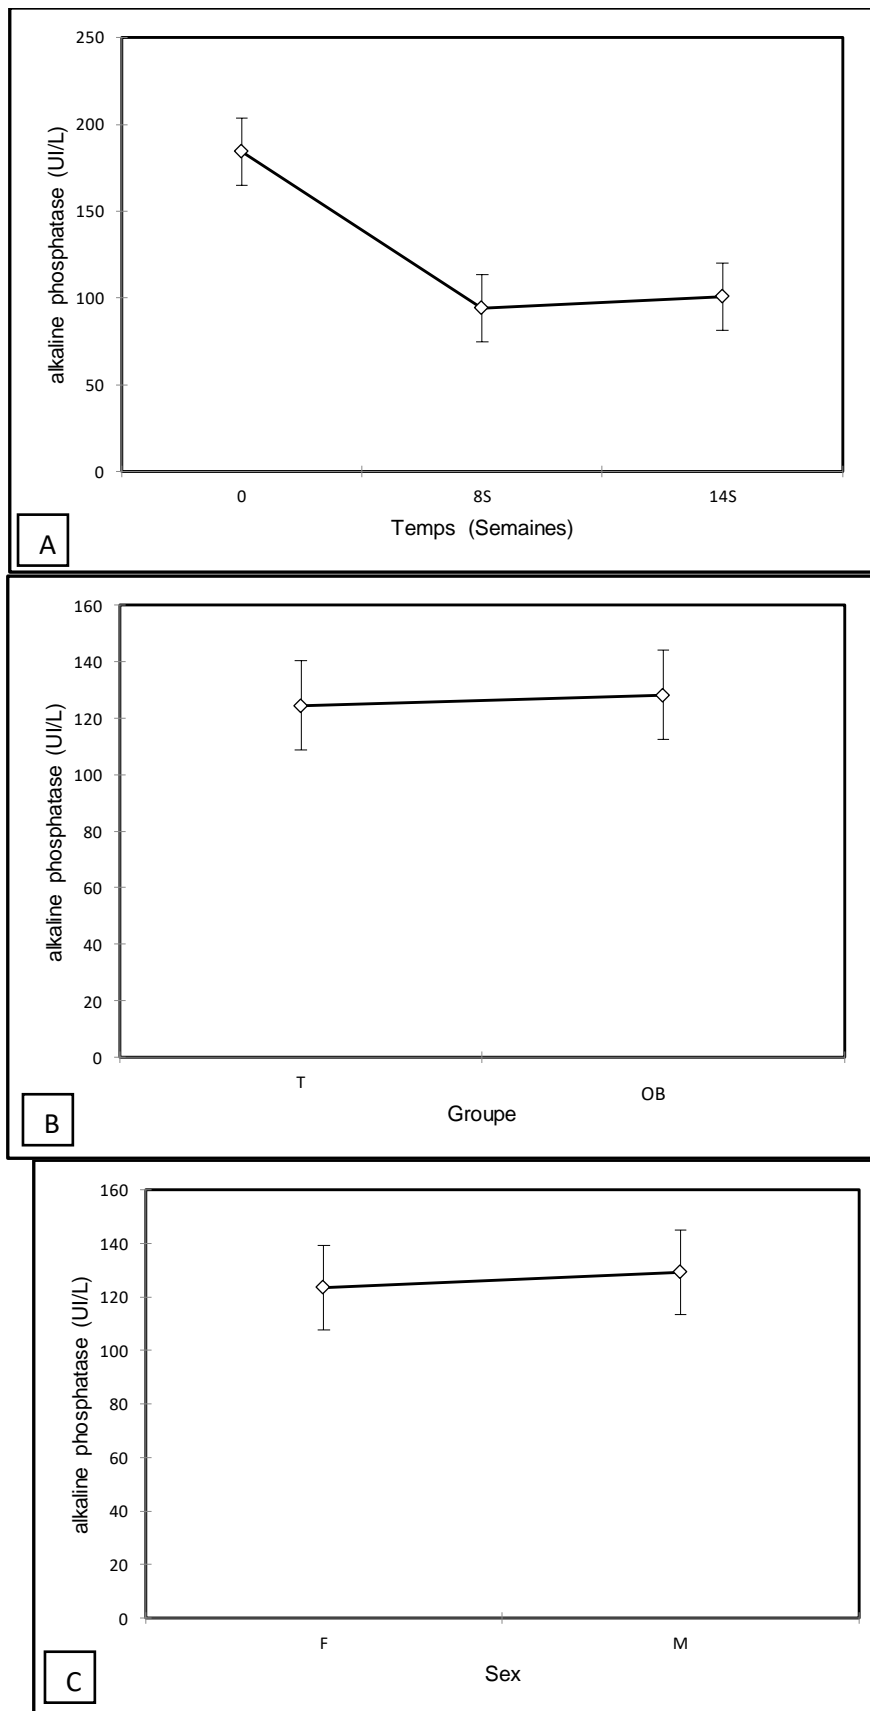 250
200
150
100
50
0
alkaline phosphatase (UI/L)
0 8S 14S
Temps (Semaines)
A
160
140
120
100
80
60
40
20
0
alkaline phosphatase (UI/L)
T OB
Groupe
B
160
140
120
100
80
60
40
20
0
alkaline phosphatase (UI/L)
F M
Sex
C